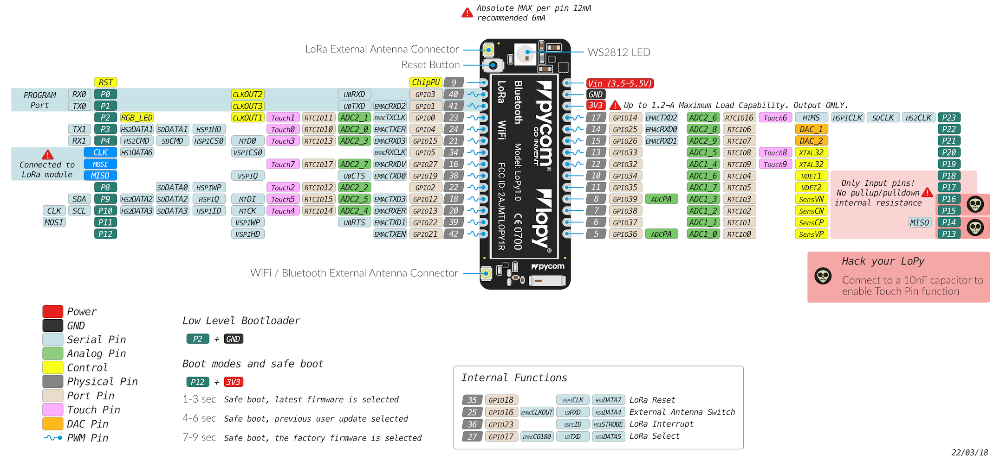 Absolute MAX per pin 12mA
recommended 6mA
LoRa External Antenna Connector
WS2812 LED
Reset Button
RST ChipPU 9 Vin (3.5–5.5V)
PROGRAM
Port
RX0 P0 CLKOUT2 U0RXD GPIO3 40 GND
TX0 P1 CLKOUT3 U0TXD EMACRXD2 GPIO1 41 3V3 Up to 1.2–A Maximum Load Capability. Output ONLY.
P2 RGB_LED CLKOUT1 Touch1 RTCIO11 ADC2_1 EMACTXCLK GPIO0 23 17 GPIO14 EMACTXD2 ADC2_6 RTCIO16 Touch6 MTMS HSPICLK SDCLK HS2CLK P23
TX1 P3 HS2DATA1 SDDATA1 HSPIHD Touch0 RTCIO10 ADC2_0 EMACTXER GPIO4 24 14 GPIO25 EMACRXD0 ADC2_8 RTCIO6 DAC_1 P22
RX1 P4 HS2CMD SDCMD HSPICS0 MTDO Touch3 RTCIO13 ADC2_3 EMACRXD3 GPIO15 21 15 GPIO26 EMACRXD1 ADC2_9 RTCIO7 DAC_2 P21
CLK HS1DATA6 VSPICS0 EMACRXCLK GPIO5 34 13 GPIO33 ADC1_5 RTCIO8 Touch8 XTAL32 P20
Connected to
LoRa module
MOSI Touch7 RTCIO17 ADC2_7 EMACRXDV GPIO27 16 12 GPIO32 ADC1_4 RTCIO9 Touch9 XTAL32 P19
MISO VSPIQ U0CTS EMACTXD0 GPIO19 38 10 GPIO34 ADC1_6 RTCIO4 VDET1 P18
P8 SDDATA0 HSPIWP Touch2 RTCIO12 ADC2_2 GPIO2 22 11 GPIO35 ADC1_7 RTCIO5 VDET2 P17
Only Input pins!
No pullup/pulldown
internal resistance
SDA P9 HS2DATA2 SDDATA2 HSPIQ MTDI Touch5 RTCIO15 ADC2_5 EMACTXD3 GPIO12 18 8 GPIO39 ADCPA ADC1_3 RTCIO3 SensVN P16
CLK SCL P10 HS2DATA3 SDDATA3 HSPIID MTCK Touch4 RTCIO14 ADC2_4 EMACRXER GPIO13 20 7 GPIO38 ADC1_2 RTCIO2 SensCN P15
MOSI P11 VSPIWP U0RTS EMACTXD1 GPIO22 39 6 GPIO37 ADC1_1 RTCIO1 SensCP MISO P14
P12 VSPIHD EMACTXEN GPIO21 42 5 GPIO36 ADCPA ADC1_0 RTCIO0 SensVP P13
LoRa WiFi FCC ID: 2AJMTLOPY1R
Bluetooth Model: LoPy1.0 CE0700
pycom®
GO INVENT
lopy®
pycom
WiFi / Bluetooth External Antenna Connector
Hack your LoPy
Connect to a 10nF capacitor to
enable Touch Pin function
Power
GND
Serial Pin
Analog Pin
Control
Physical Pin
Port Pin
Touch Pin
DAC Pin
PWM Pin
Low Level Bootloader
P2 + GND
Boot modes and safe boot
P12 + 3V3
1-3 sec Safe boot, latest firmware is selected
4-6 sec Safe boot, previous user update selected
7-9 sec Safe boot, the factory firmware is selected
Internal Functions
35 GPIO18 VSPICLK HS1DATA7 LoRa Reset
25 GPIO16 EMACCLKOUT U2RXD HS1DATA4 External Antenna Switch
36 GPIO23 VSPIID HS1STROBE LoRa Interrupt
27 GPIO17 EMACCO180 U2TXD HS1DATA5 LoRa Select
22/03/18